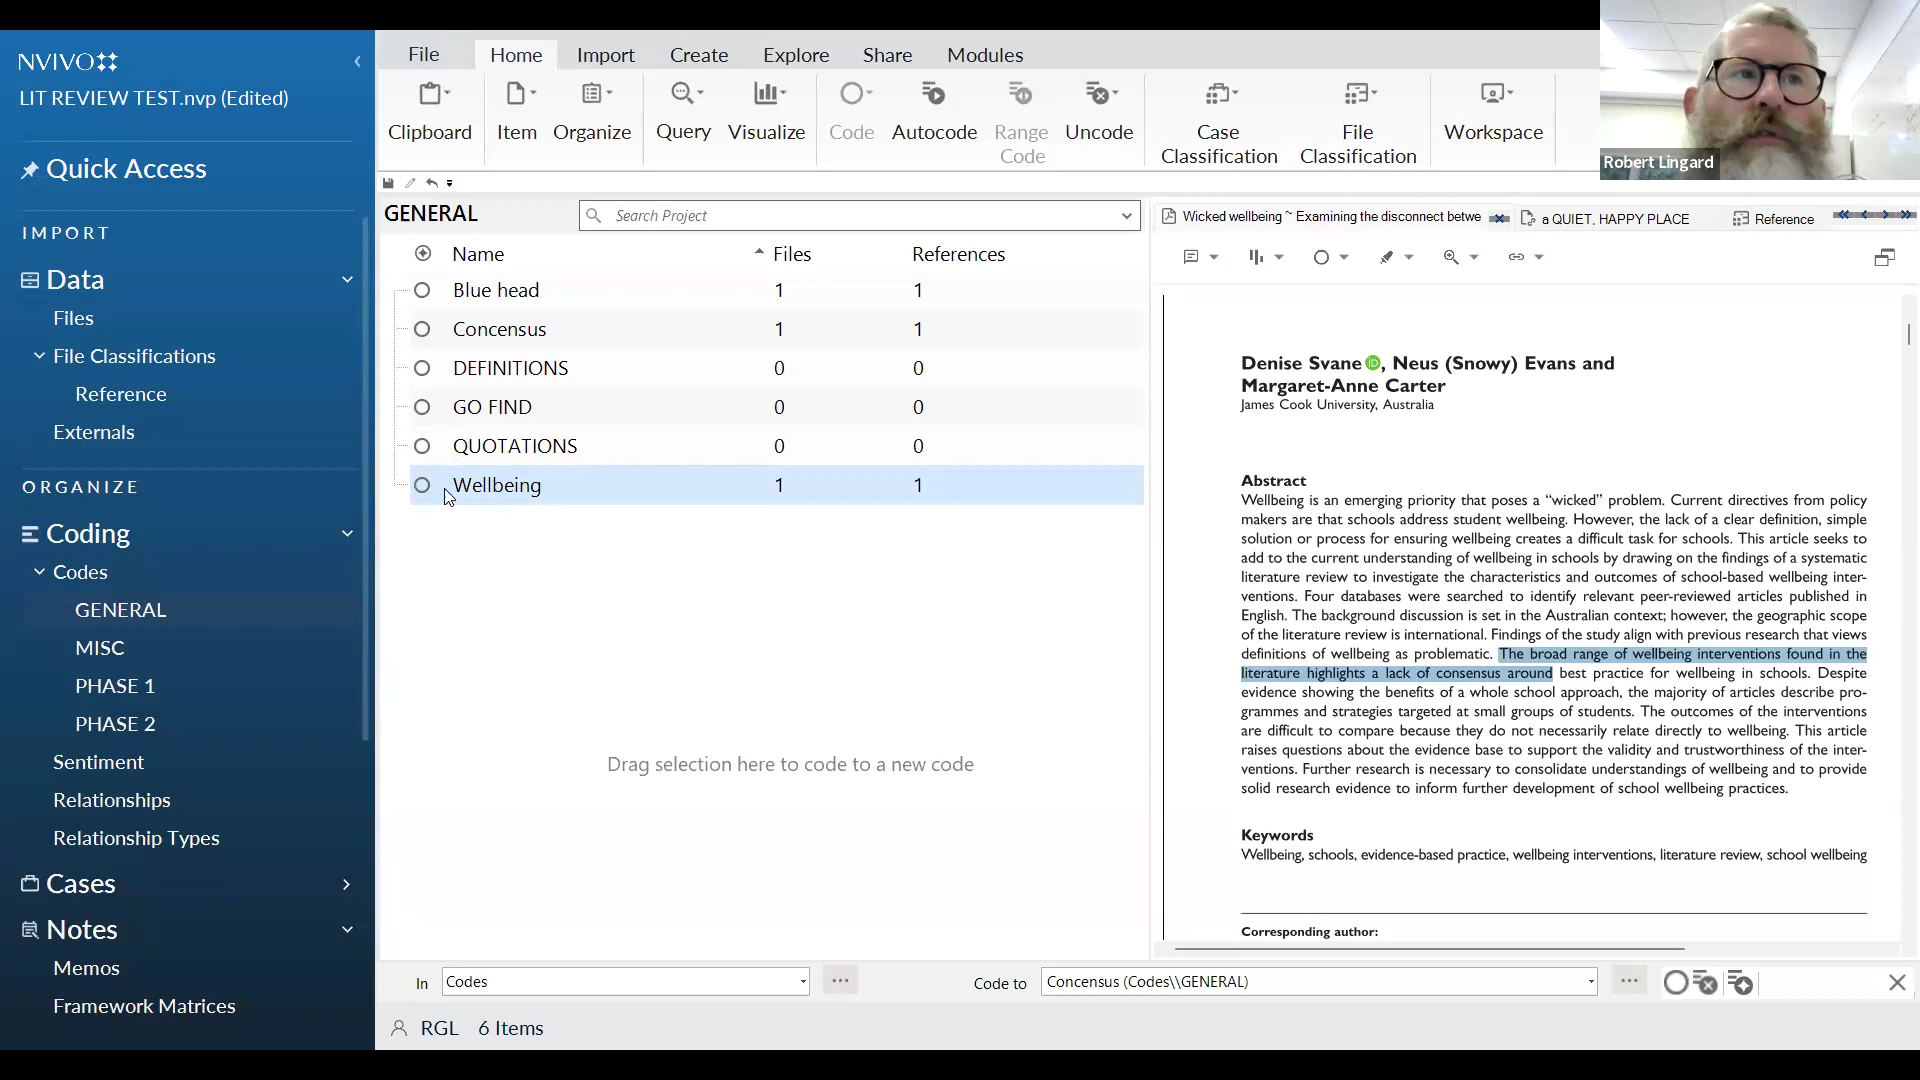 NVIVO
LIT REVIEW TEST.nvp (Edited)
Quick Access
IMPORT
Data
Files
File Classifications
Reference
Externals
ORGANIZE
Coding
Codes
GENERAL
MISC
PHASE 1
PHASE 2
Sentiment
Relationships
Relationship Types
Cases
Notes
Memos
Framework Matrices
File Home Import Create Explore Share Modules
Clipboard Item Organize Query Visualize Code Autocode Range Code Uncode Case Classification File Classification Workspace
Robert Lingard
GENERAL
Search Project
Name Files References
Blue head 1 1
Concensus 1 1
DEFINITIONS 0 0
GO FIND 0 0
QUOTATIONS 0 0
Wellbeing 1 1
Drag selection here to code to a new code
Wicked wellbeing ~ Examining the disconnect betwe a QUIET, HAPPY PLACE Reference
Denise Svane iD, Neus (Snowy) Evans and
Margaret-Anne Carter
James Cook University, Australia
Abstract
Wellbeing is an emerging priority that poses a “wicked” problem. Current directives from policy
makers are that schools address student wellbeing. However, the lack of a clear definition, simple
solution or process for ensuring wellbeing creates a difficult task for schools. This article seeks to
add to the current understanding of wellbeing in schools by drawing on the findings of a systematic
literature review to investigate the characteristics and outcomes of school-based wellbeing inter-
ventions. Four databases were searched to identify relevant peer-reviewed articles published in
English. The background discussion is set in the Australian context; however, the geographic scope
of the literature review is international. Findings of the study align with previous research that views
definitions of wellbeing as problematic. The broad range of wellbeing interventions found in the
literature highlights a lack of consensus around best practice for wellbeing in schools. Despite
evidence showing the benefits of a whole school approach, the majority of articles describe pro-
grammes and strategies targeted at small groups of students. The outcomes of the interventions
are difficult to compare because they do not necessarily relate directly to wellbeing. This article
raises questions about the evidence base to support the validity and trustworthiness of the inter-
ventions. Further research is necessary to consolidate understandings of wellbeing and to provide
solid research evidence to inform further development of school wellbeing practices.
Keywords
Wellbeing, schools, evidence-based practice, wellbeing interventions, literature review, school wellbeing
Corresponding author:
In Codes ... Code to Concensus (Codes\\GENERAL) ...
RGL 6 Items